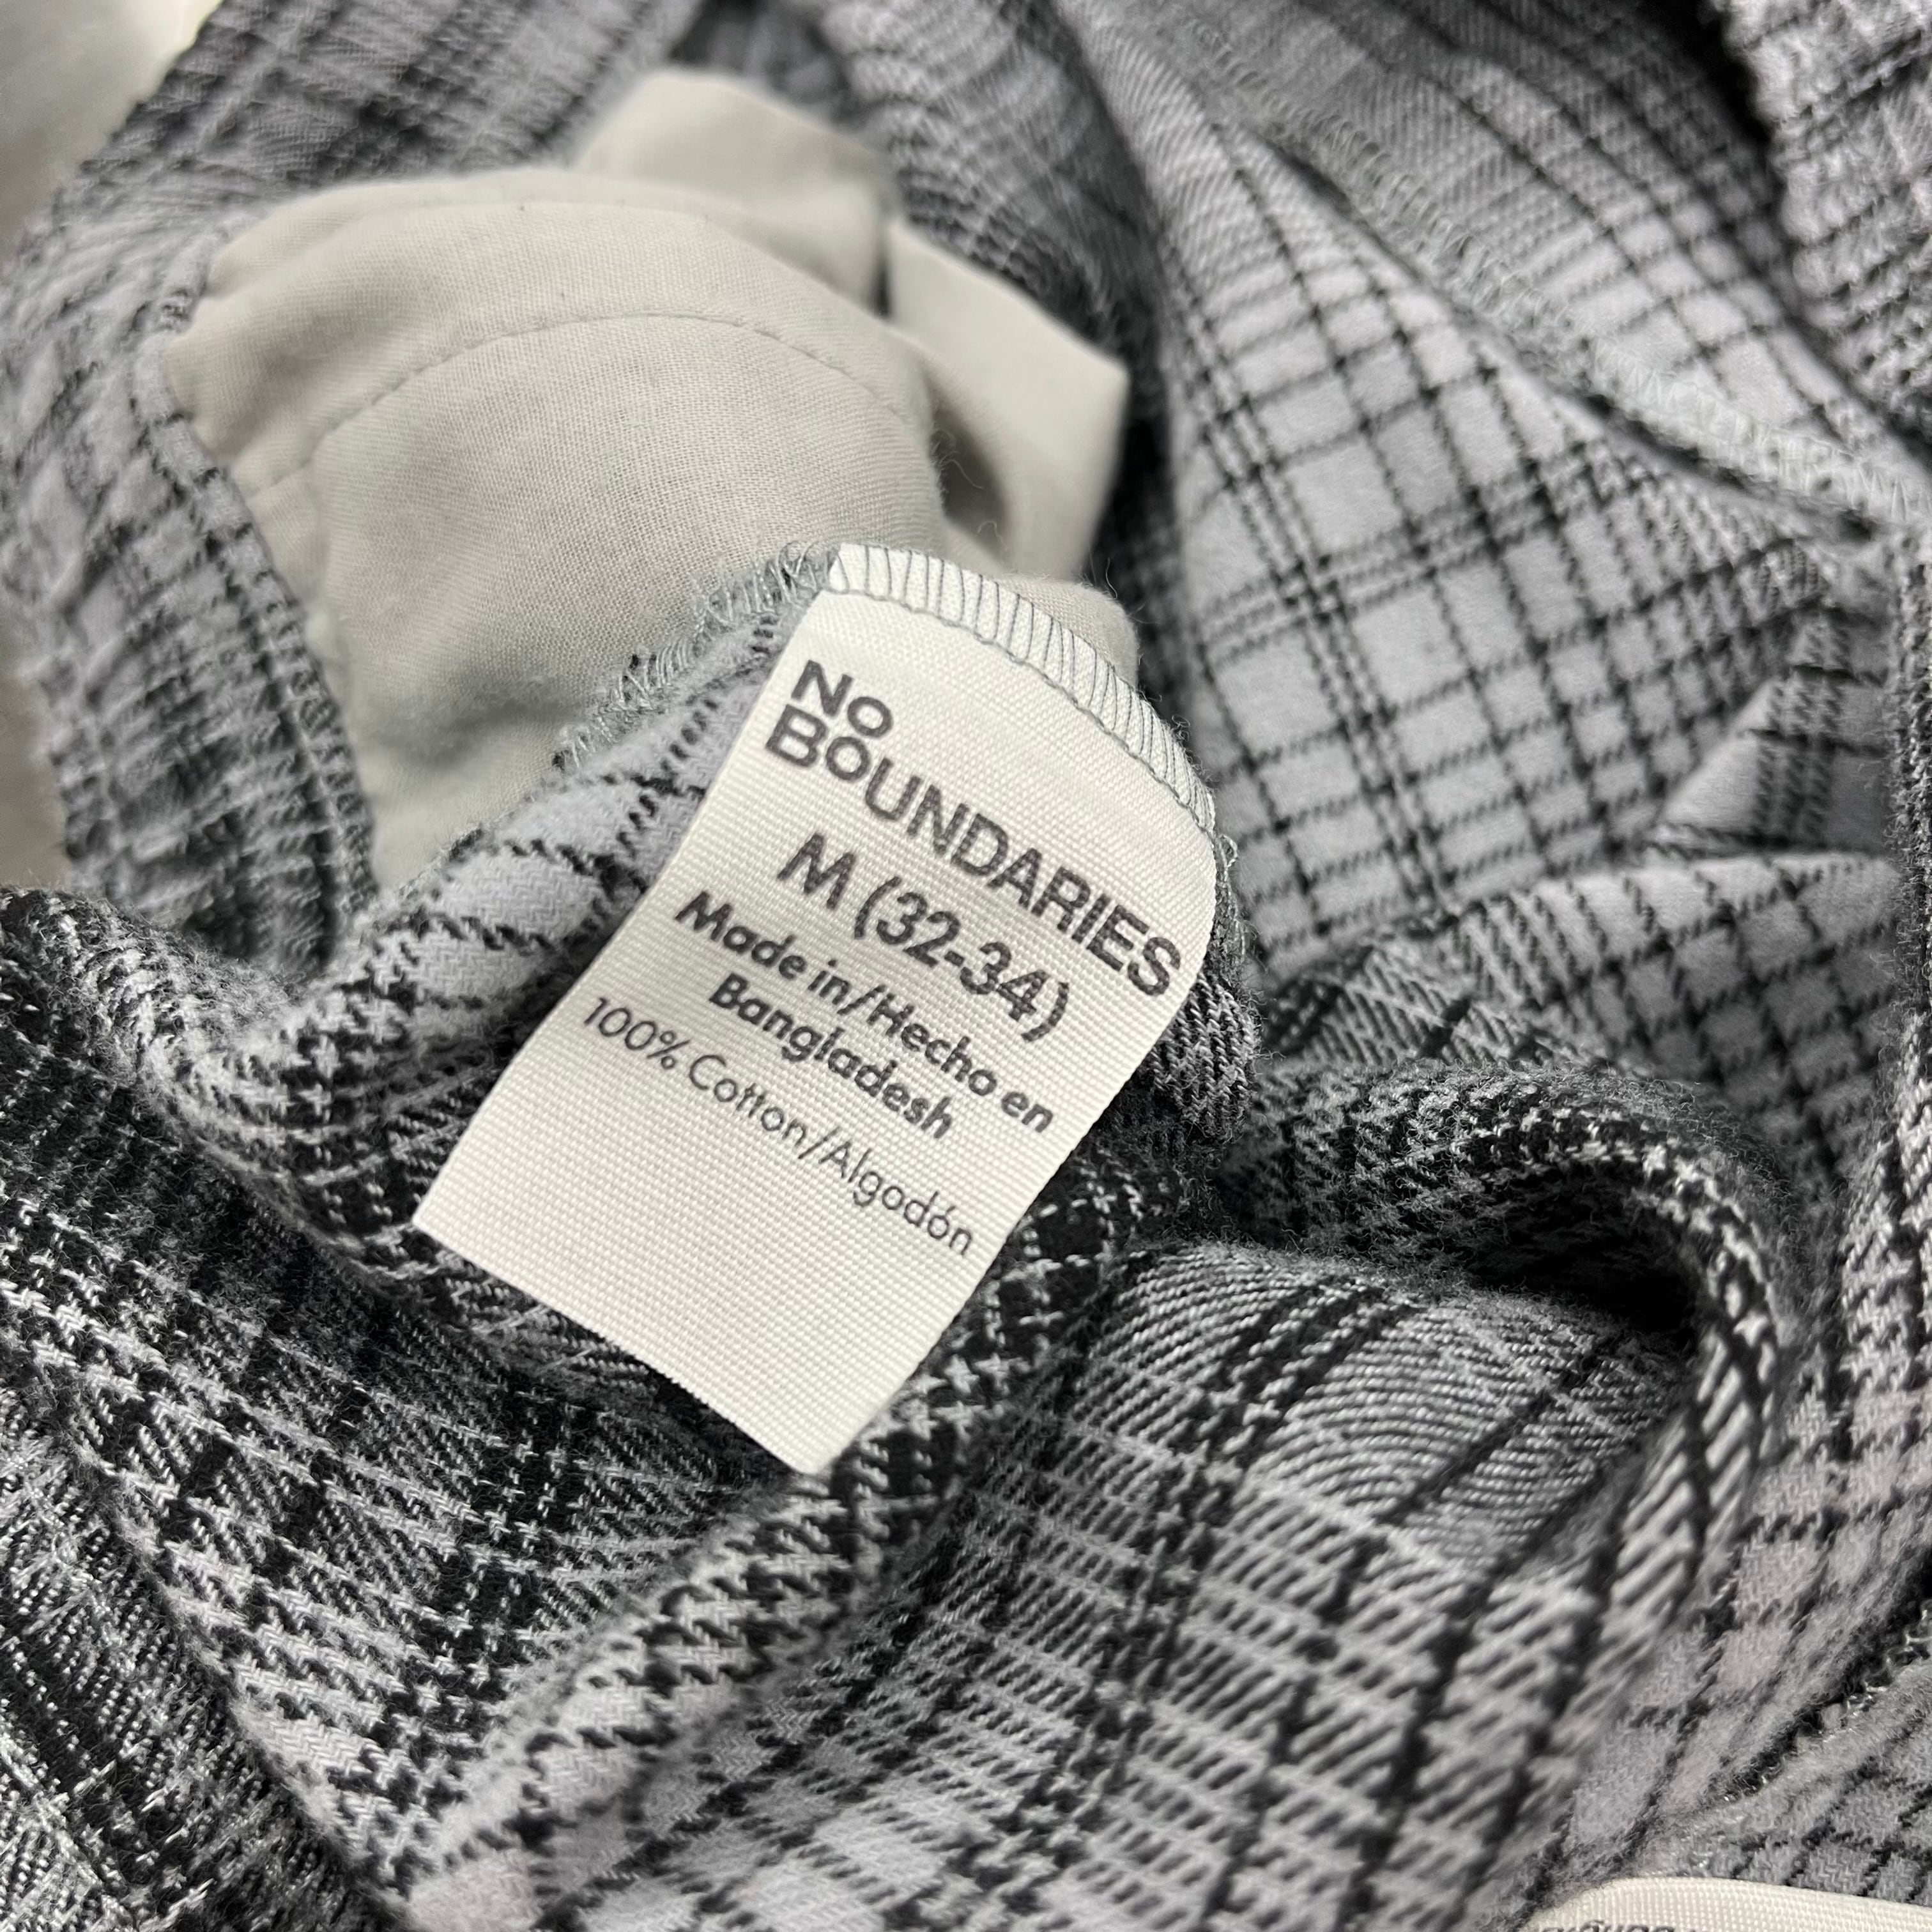 NO
BOUNDARIES
M (32-34)
Made in/Hecho en
Bangladesh
100% Cotton/Algodón